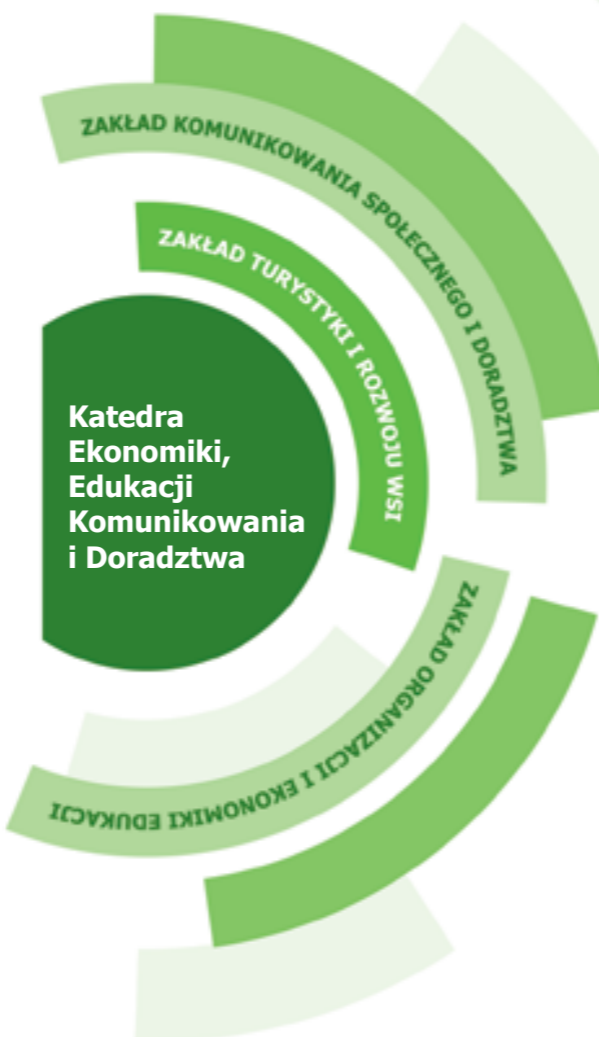 ZAKŁAD KOMUNIKOWANIA SPOŁECZNEGO I DORADZTWA
ZAKŁAD TURYSTYKI I ROZWOJU WSI
Katedra
Ekonomiki,
Edukacji
Komunikowania
i Doradztwa
ZAKŁAD ORGANIZACJI I EKONOMIKI EDUKACJI